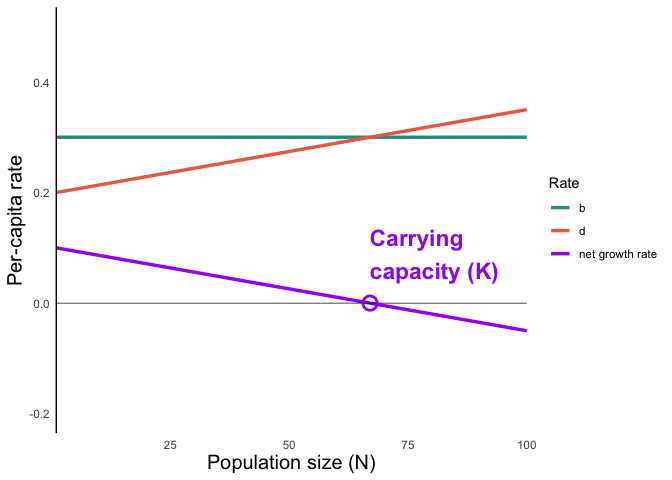 0.4
0.2
0.0
-0.2
Per-capita rate
Carrying
capacity (K)
25 50 75 100
Population size (N)
Rate
b
d
net growth rate